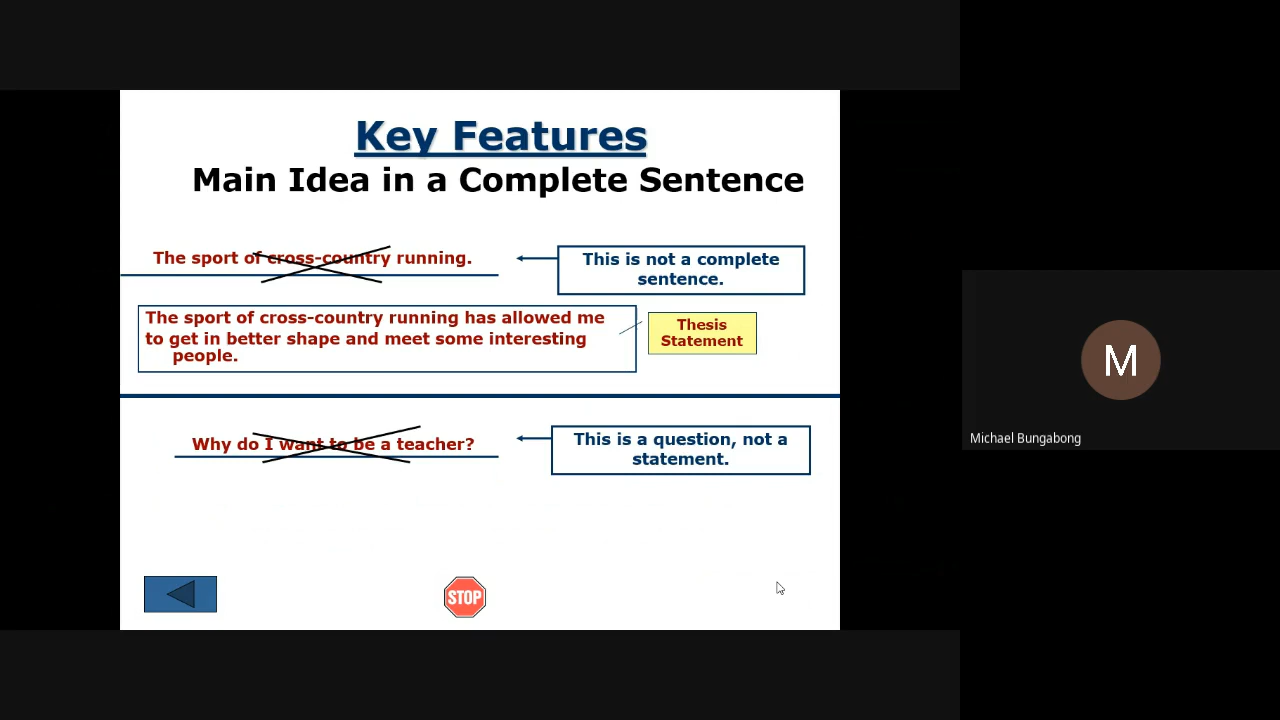 Key Features
Main Idea in a Complete Sentence
The sport of cross-country running.
This is not a complete
sentence.
The sport of cross-country running has allowed me
to get in better shape and meet some interesting
people.
Thesis
Statement
Why do I want to be a teacher?
This is a question, not a
statement.
STOP
M
Michael Bungabong